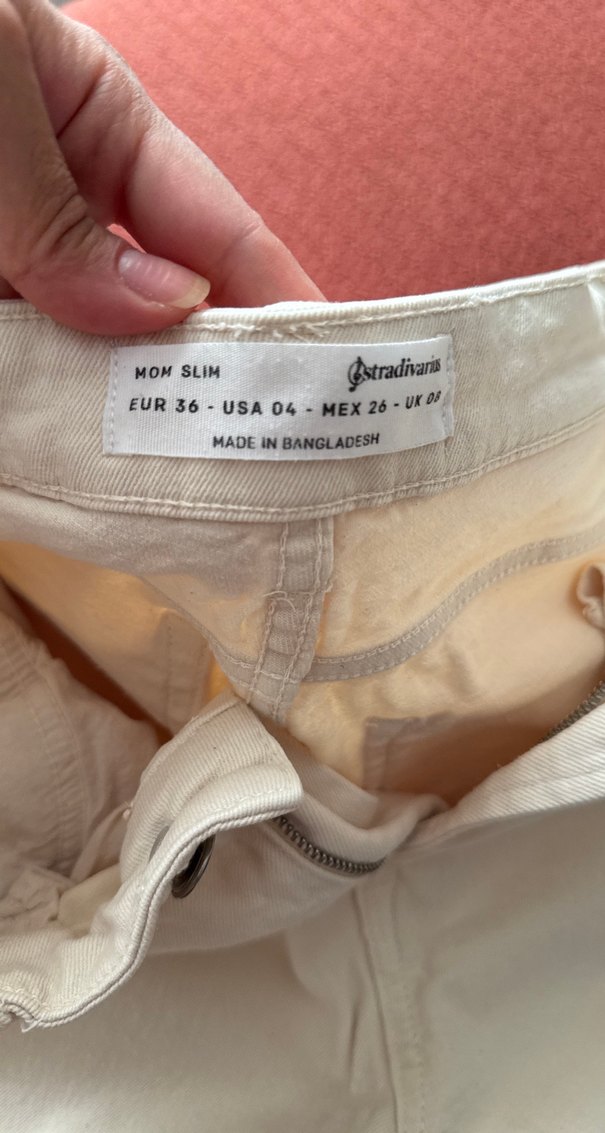 MOM SLIM stradivarius
EUR 36 - USA 04 - MEX 26 - UK 08
MADE IN BANGLADESH